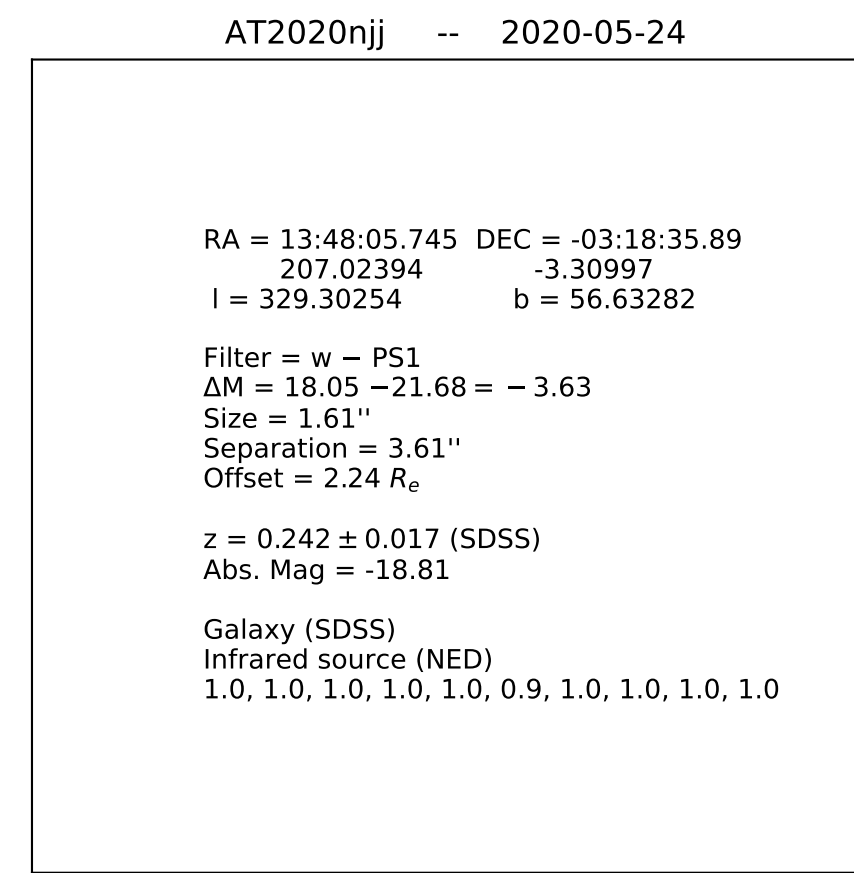 AT2020njj -- 2020-05-24
RA = 13:48:05.745 DEC = -03:18:35.89
207.02394 -3.30997
l = 329.30254 b = 56.63282
Filter = w − PS1
ΔM = 18.05 −21.68 = − 3.63
Size = 1.61''
Separation = 3.61''
Offset = 2.24 Rₑ
z = 0.242 ± 0.017 (SDSS)
Abs. Mag = -18.81
Galaxy (SDSS)
Infrared source (NED)
1.0, 1.0, 1.0, 1.0, 1.0, 0.9, 1.0, 1.0, 1.0, 1.0